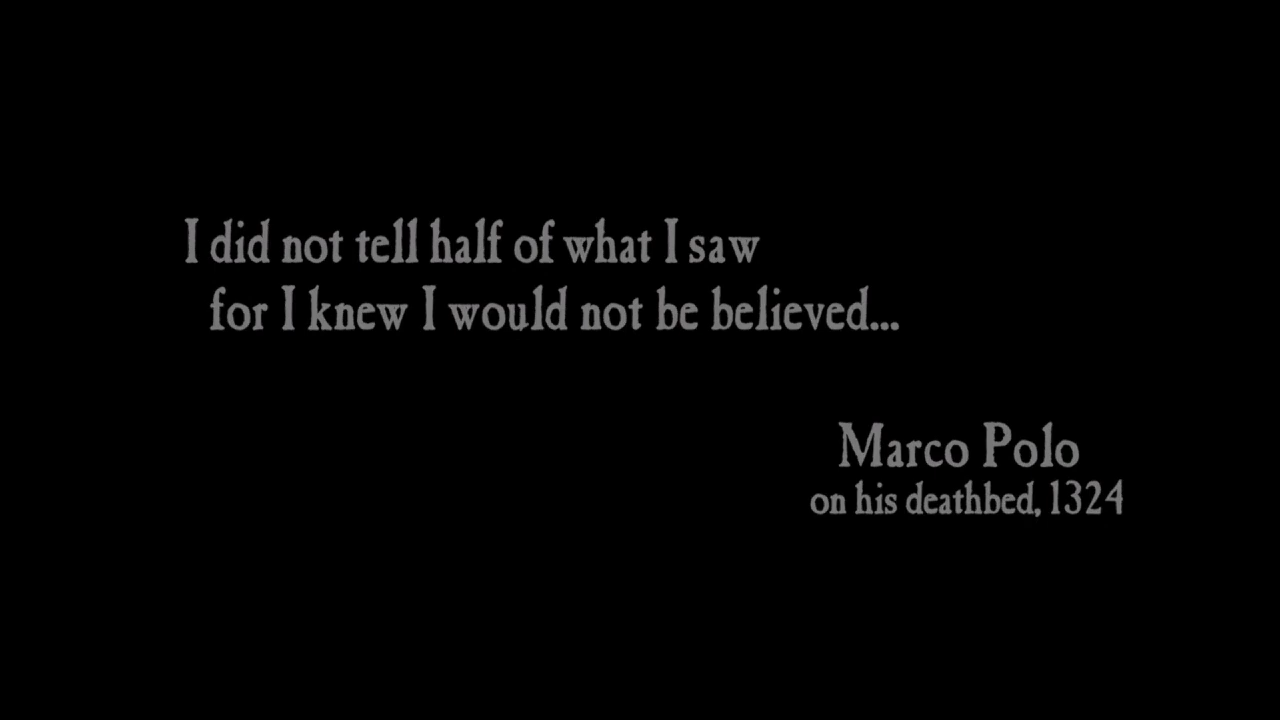 I did not tell half of what I saw
for I knew I would not be believed...
Marco Polo
on his deathbed, 1324